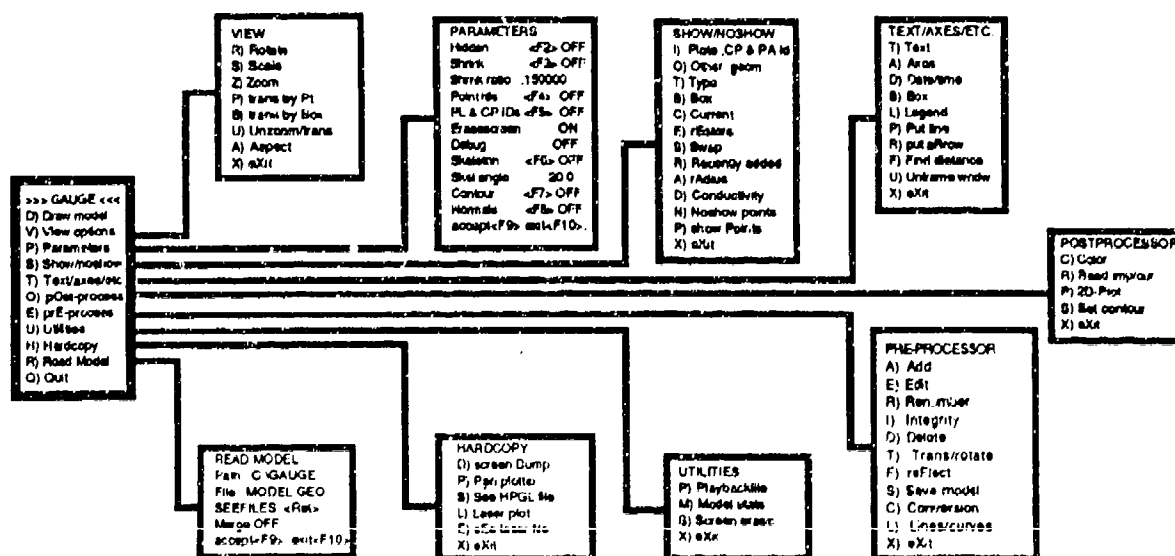 >>> GAUGE <<<
D) Draw model
V) View options
P) Parameters
S) Show/noshow
T) Text/axes/etc
O) pOst-process
E) prE-process
U) Utilities
H) Hardcopy
R) Read Model
Q) Quit
VIEW
R) Rotate
S) Scale
Z) Zoom
P) trans by Pt
B) trans by Box
U) Unzoom/trans
A) Aspect
X) eXit
PARAMETERS
Hidden <F2> OFF
Shrink <F3> OFF
Shrink ratio .150000
Point ids <F4> OFF
PL & CP IDs <F5> OFF
Erasescreen ON
Debug OFF
Skeleton <F6> OFF
Skel angle 20.0
Contour <F7> OFF
Normals <F8> OFF
accept<F9> exit<F10>
SHOW/NOSHOW
I) Plate ,CP & PA Id
O) Other geom
T) Type
B) Box
C) Current
E) rEstore
S) Swap
R) Recently added
A) rAdius
D) Conductivity
N) Noshow points
P) show Points
X) eXit
TEXT/AXES/ETC.
T) Text
A) Axes
D) Date/time
B) Box
L) Legend
P) Put line
R) put aRrow
F) Find distance
U) Unframe wndw
X) eXit
POSTPROCESSOR
C) Color
R) Read imp/cur
P) 2D-Plot
S) Set contour
X) eXit
PRE-PROCESSOR
A) Add
E) Edit
R) Renumber
I) Integrity
D) Delete
T) Trans/rotate
F) reFlect
S) Save model
C) Conversion
L) Lines/curves
X) eXit
READ MODEL
Path C:\GAUGE
File MODEL.GEO
SEEFILES <Ret>
Merge OFF
accept<F9> exit<F10>
HARDCOPY
D) screen Dump
P) Pen plotter
S) See HPGL file
L) Laser plot
E) sEe laser file
X) eXit
UTILITIES
P) Playbackfile
M) Model stats
S) Screen erase
X) eXit